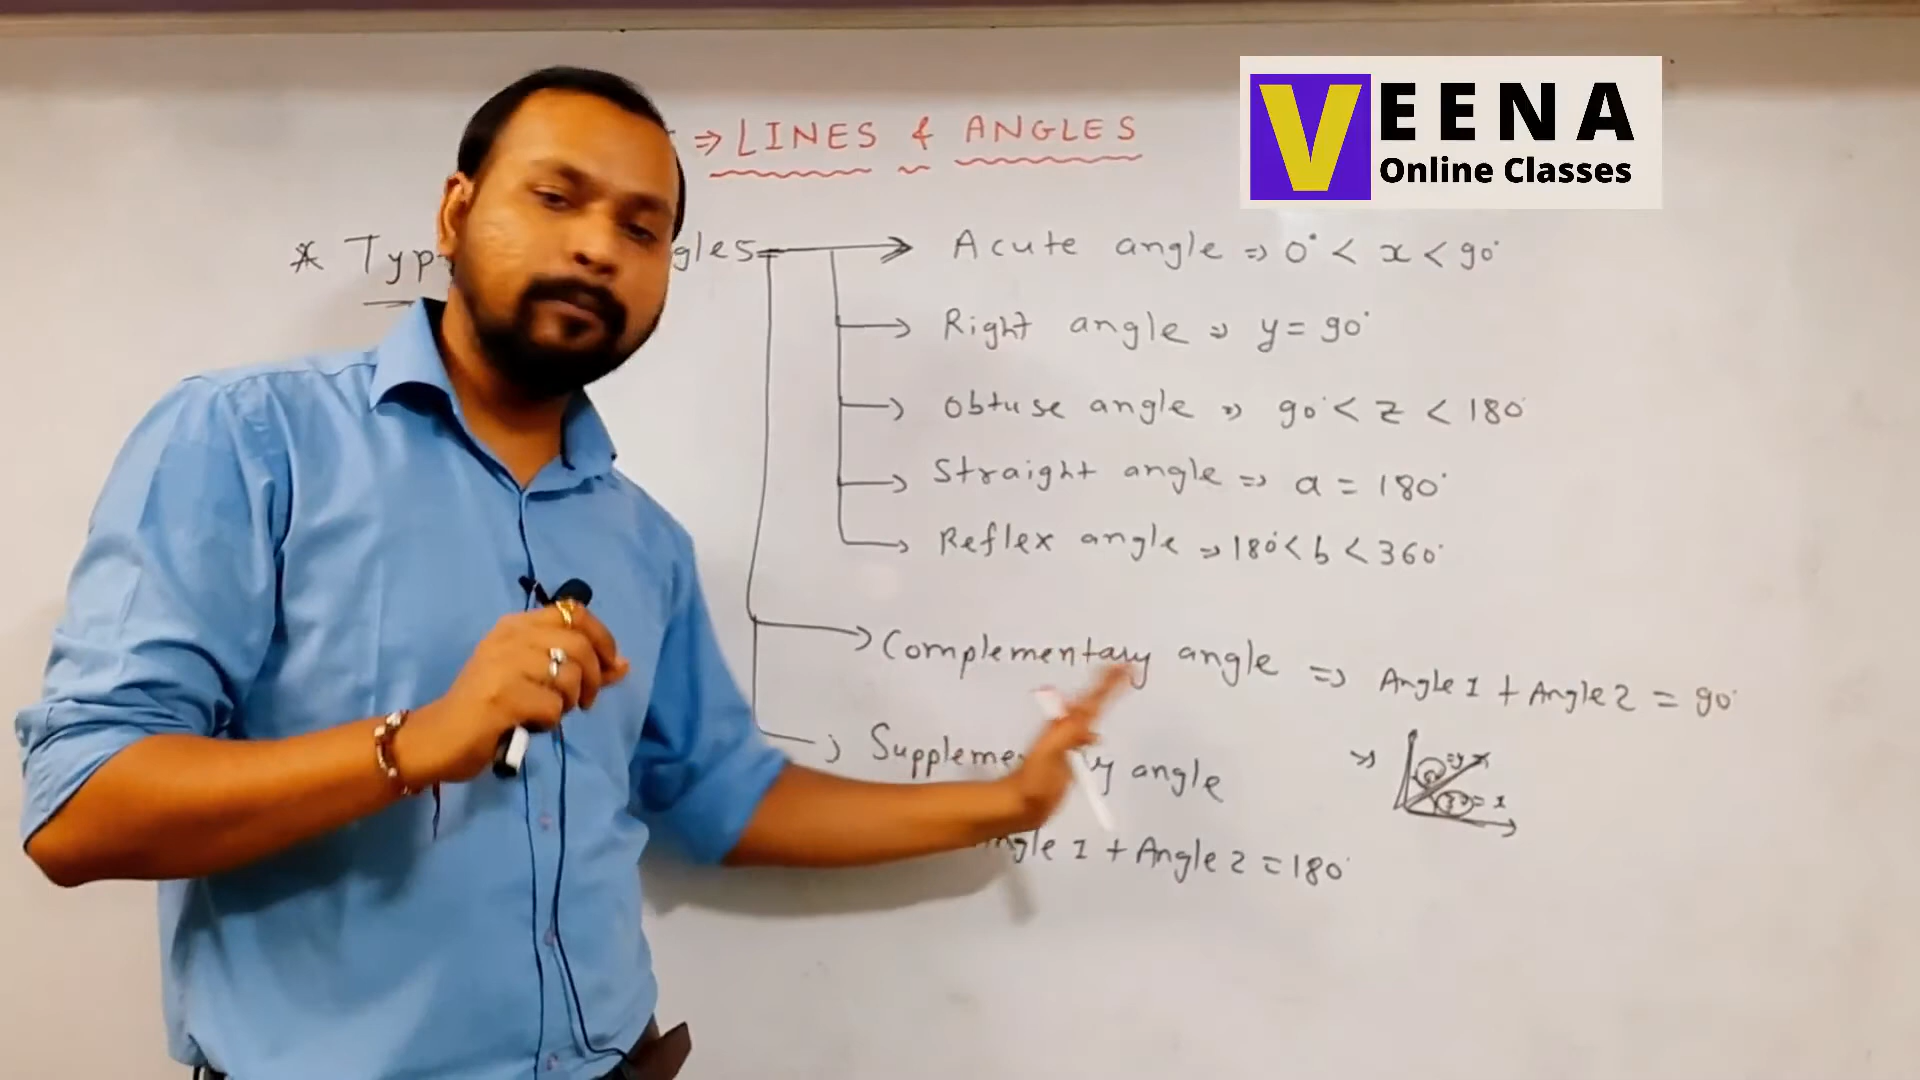 VEENA
Online Classes
⇒ LINES & ANGLES
* Typ gles
Acute angle ⇒ 0° < x < 90°
Right angle ⇒ y = 90°
Obtuse angle ⇒ 90° < z < 180°
Straight angle ⇒ a = 180°
Reflex angle ⇒ 180° < b < 360°
Complementary angle ⇒ Angle 1 + Angle 2 = 90°
Suppleme y angle
ngle 1 + Angle 2 = 180°